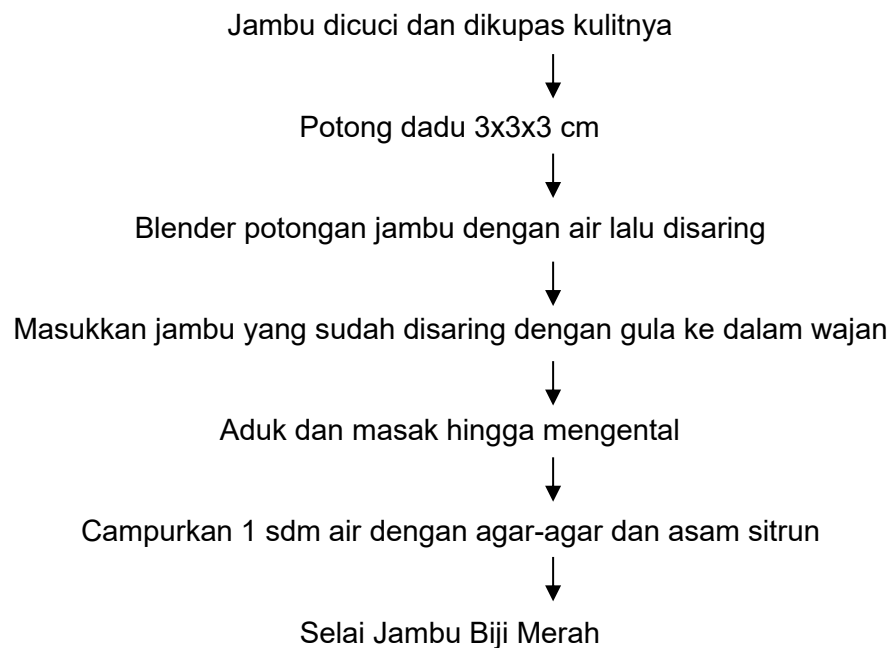 Jambu dicuci dan dikupas kulitnya
Potong dadu 3x3x3 cm
Blender potongan jambu dengan air lalu disaring
Masukkan jambu yang sudah disaring dengan gula ke dalam wajan
Aduk dan masak hingga mengental
Campurkan 1 sdm air dengan agar-agar dan asam sitrun
Selai Jambu Biji Merah